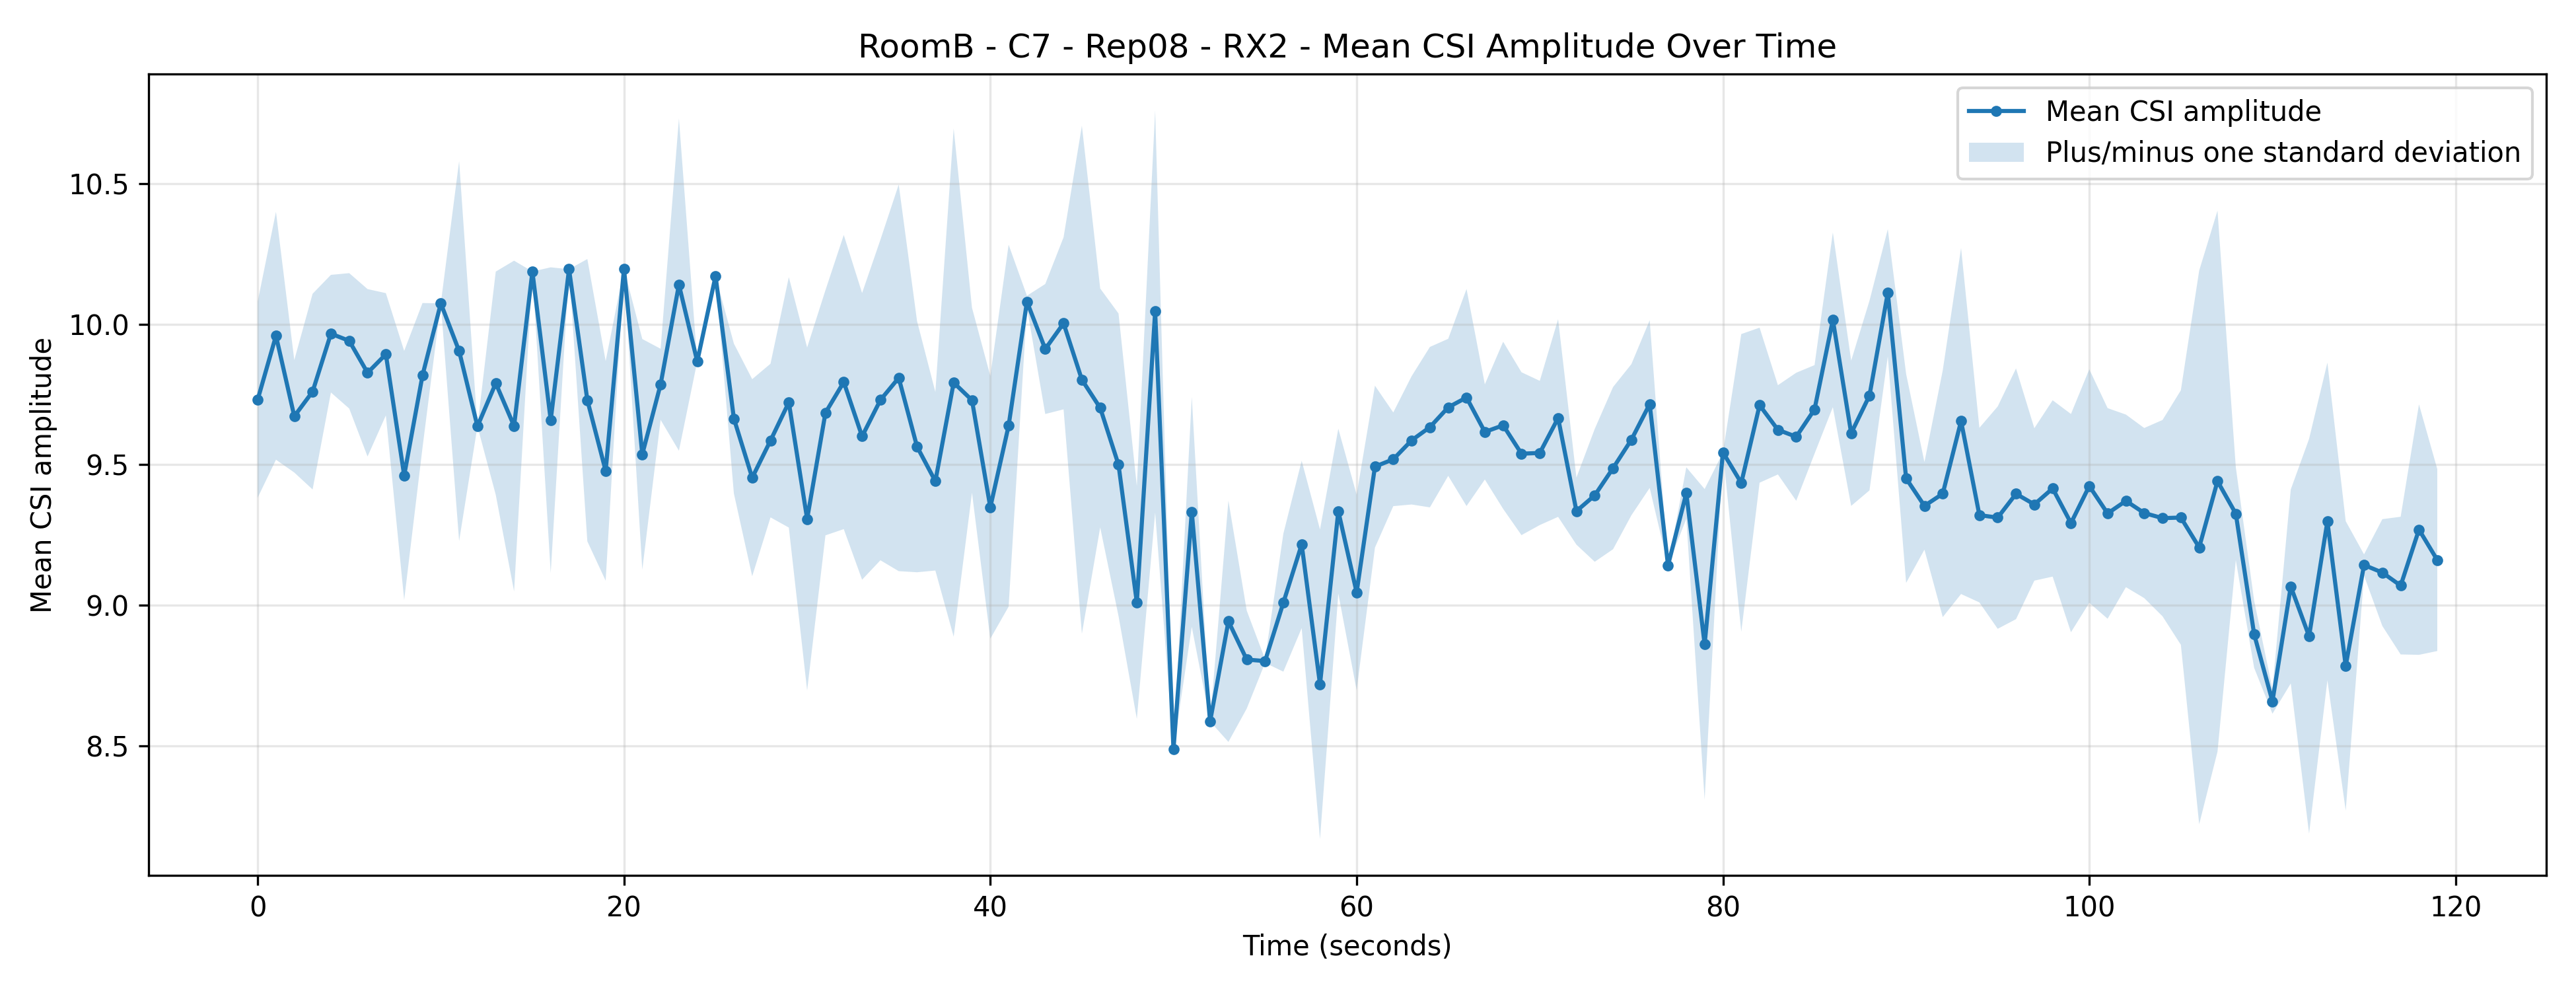 RoomB - C7 - Rep08 - RX2 - Mean CSI Amplitude Over Time
Mean CSI amplitude
Plus/minus one standard deviation
Mean CSI amplitude
10.5
10.0
9.5
9.0
8.5
0 20 40 60 80 100 120
Time (seconds)